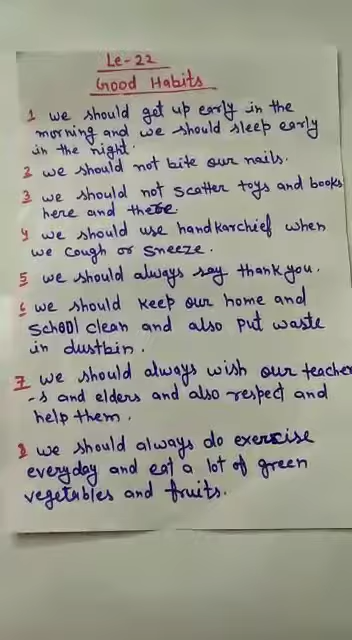 Le-22
Good Habits
1 we should get up early in the
morning and we should sleep early
in the night.
2 we should not bite our nails.
3 we should not scatter toys and books
here and there.
4 we should use handkarchief when
we cough or sneeze.
5 we should always say thankyou.
6 we should keep our home and
school clean and also put waste
in dustbin.
7 we should always wish our teacher
-s and elders and also respect and
help them.
8 we should always do exercise
everyday and eat a lot of green
vegetables and fruits.